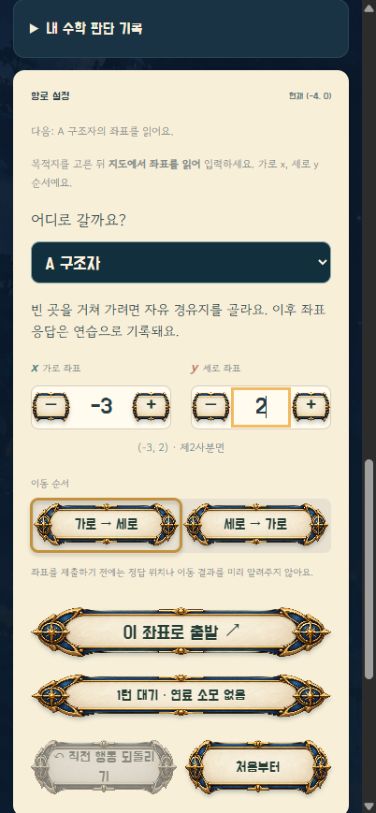 ▶ 내 수학 판단 기록
항로 설정
현재 (-4, 0)
다음: A 구조자의 좌표를 읽어요.
목적지를 고른 뒤 지도에서 좌표를 읽어 입력하세요. 가로 x, 세로 y
순서예요.
어디로 갈까요?
A 구조자
빈 곳을 거쳐 가려면 자유 경유지를 골라요. 이후 좌표
응답은 연습으로 기록돼요.
x 가로 좌표
y 세로 좌표
− -3 +
− 2 +
(-3, 2) · 제2사분면
이동 순서
가로 → 세로
세로 → 가로
좌표를 제출하기 전에는 정답 위치나 이동 결과를 미리 알려주지 않아요.
이 좌표로 출발 ↗
1턴 대기 · 연료 소모 없음
↶ 직전 행동 되돌리
기
처음부터